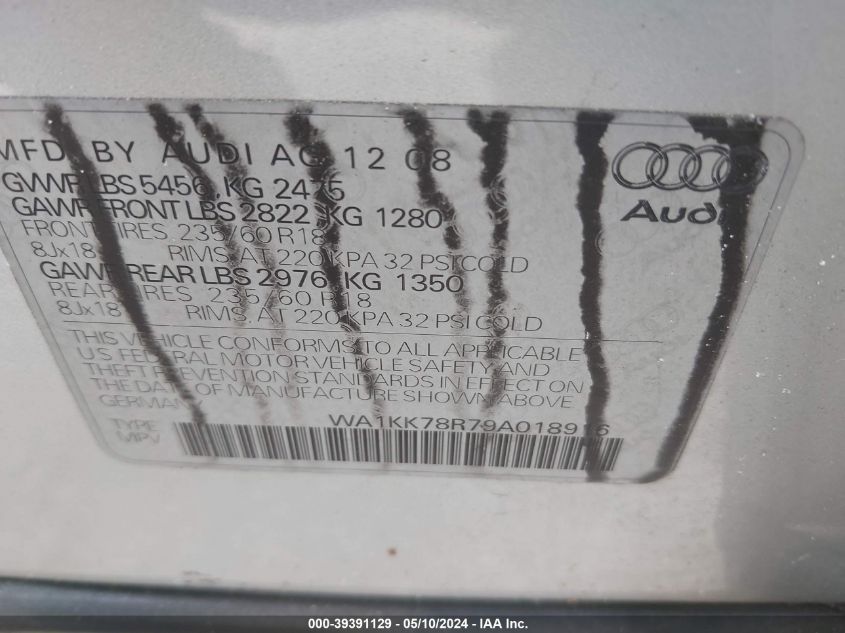 MFD. BY AUDI AG 12 08
GVWR LBS 5456 KG 2475
GAWR FRONT LBS 2822 KG 1280
FRONT TIRES 235/60 R18
8Jx18 RIMS, AT 220 KPA 32 PSI COLD
GAWR REAR LBS 2976 KG 1350
REAR TIRES 235/60 R18
8Jx18 RIMS, AT 220 KPA 32 PSI COLD
THIS VEHICLE CONFORMS TO ALL APPLICABLE
US FEDERAL MOTOR VEHICLE SAFETY AND
THEFT PREVENTION STANDARDS IN EFFECT ON
THE DATE OF MANUFACTURE SHOWN ABOVE.
GERMANY
WA1KK78R79A018916
TYPE
MPV
Audi
000-39391129 - 05/10/2024 - IAA Inc.